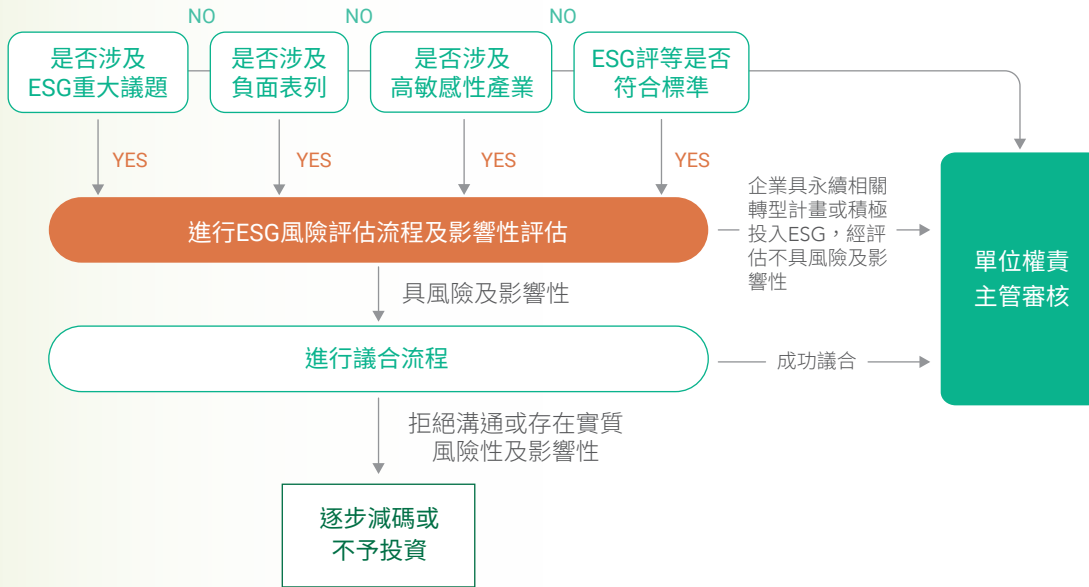 NO
NO
NO
是否涉及
ESG重大議題
是否涉及
負面表列
是否涉及
高敏感性產業
ESG評等是否
符合標準
YES
YES
YES
YES
進行ESG風險評估流程及影響性評估
企業具永續相關
轉型計畫或積極
投入ESG，經評
估不具風險及影
響性
單位權責
主管審核
具風險及影響性
進行議合流程
成功議合
拒絕溝通或存在實質
風險性及影響性
逐步減碼或
不予投資